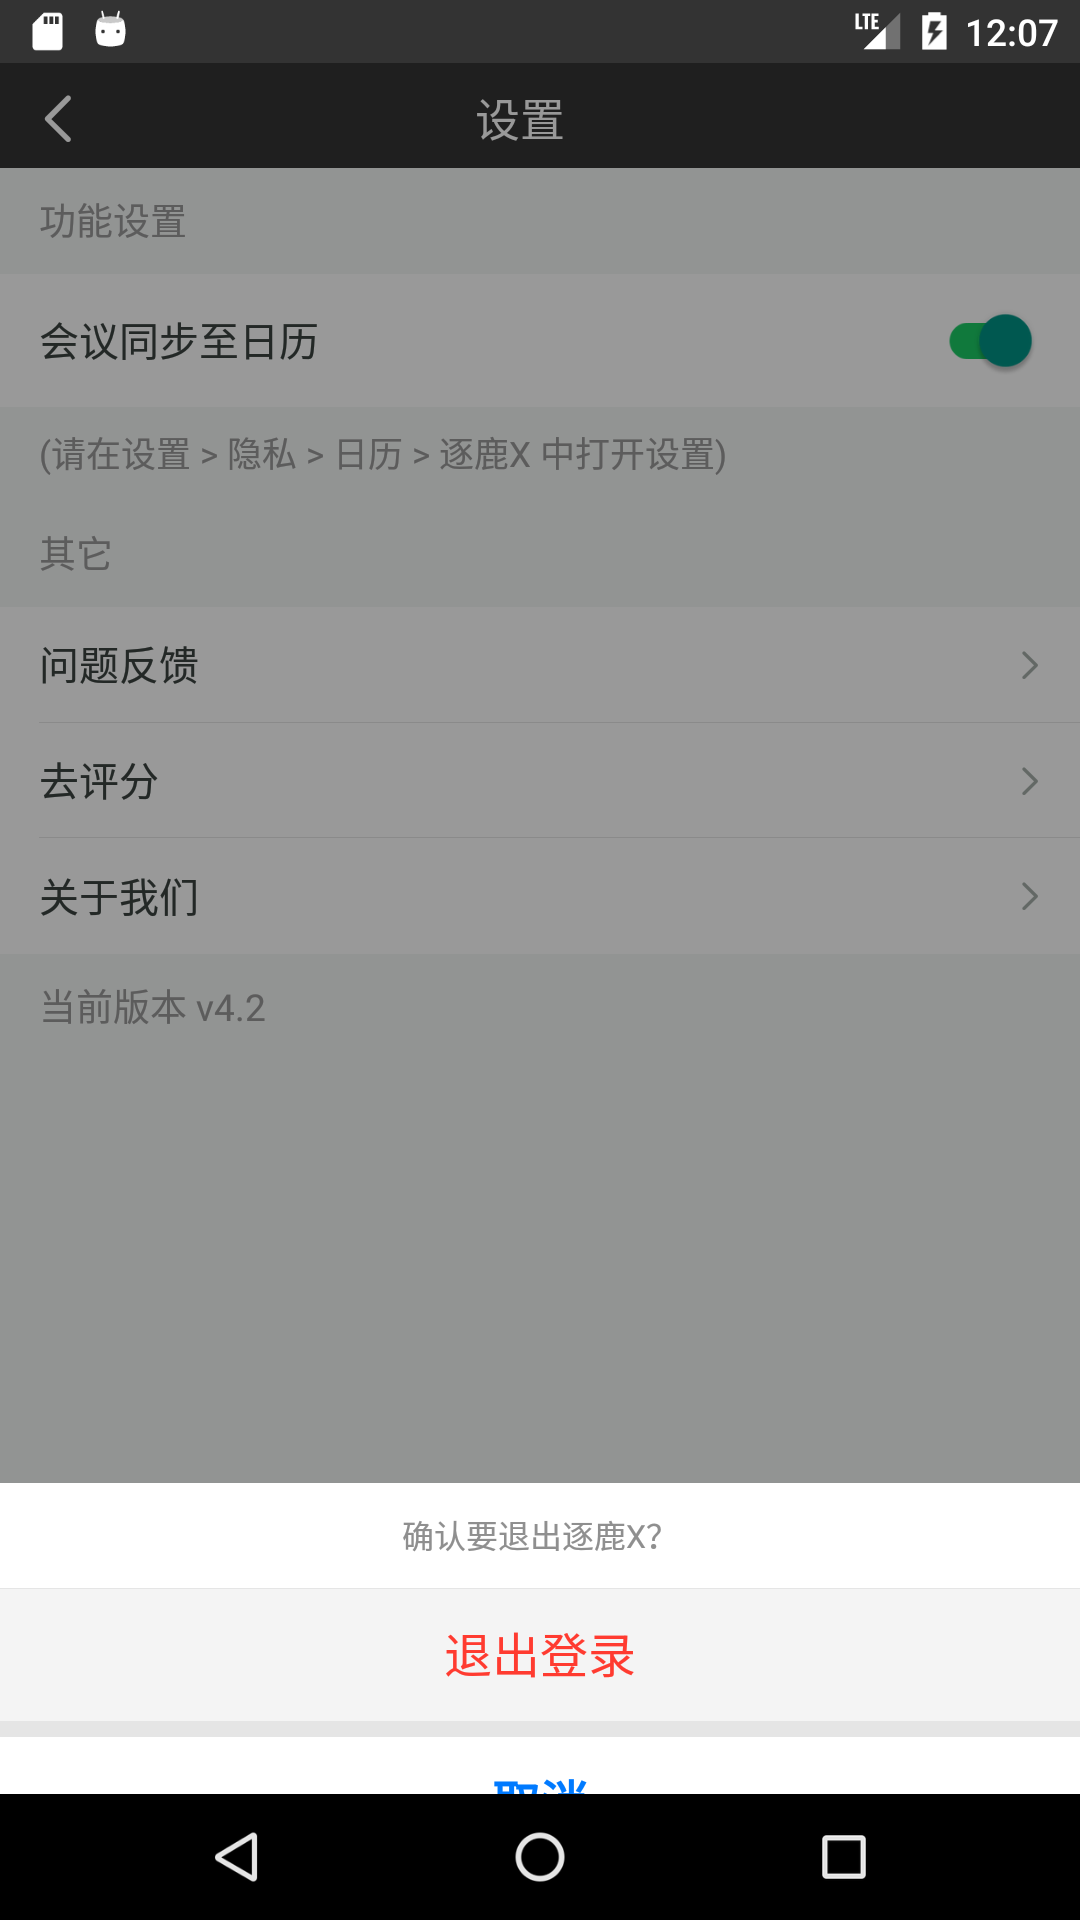 LTE 12:07
设置
功能设置
会议同步至日历
(请在设置 > 隐私 > 日历 > 逐鹿X 中打开设置)
其它
问题反馈
去评分
关于我们
当前版本 v4.2
确认要退出逐鹿X?
退出登录
取消